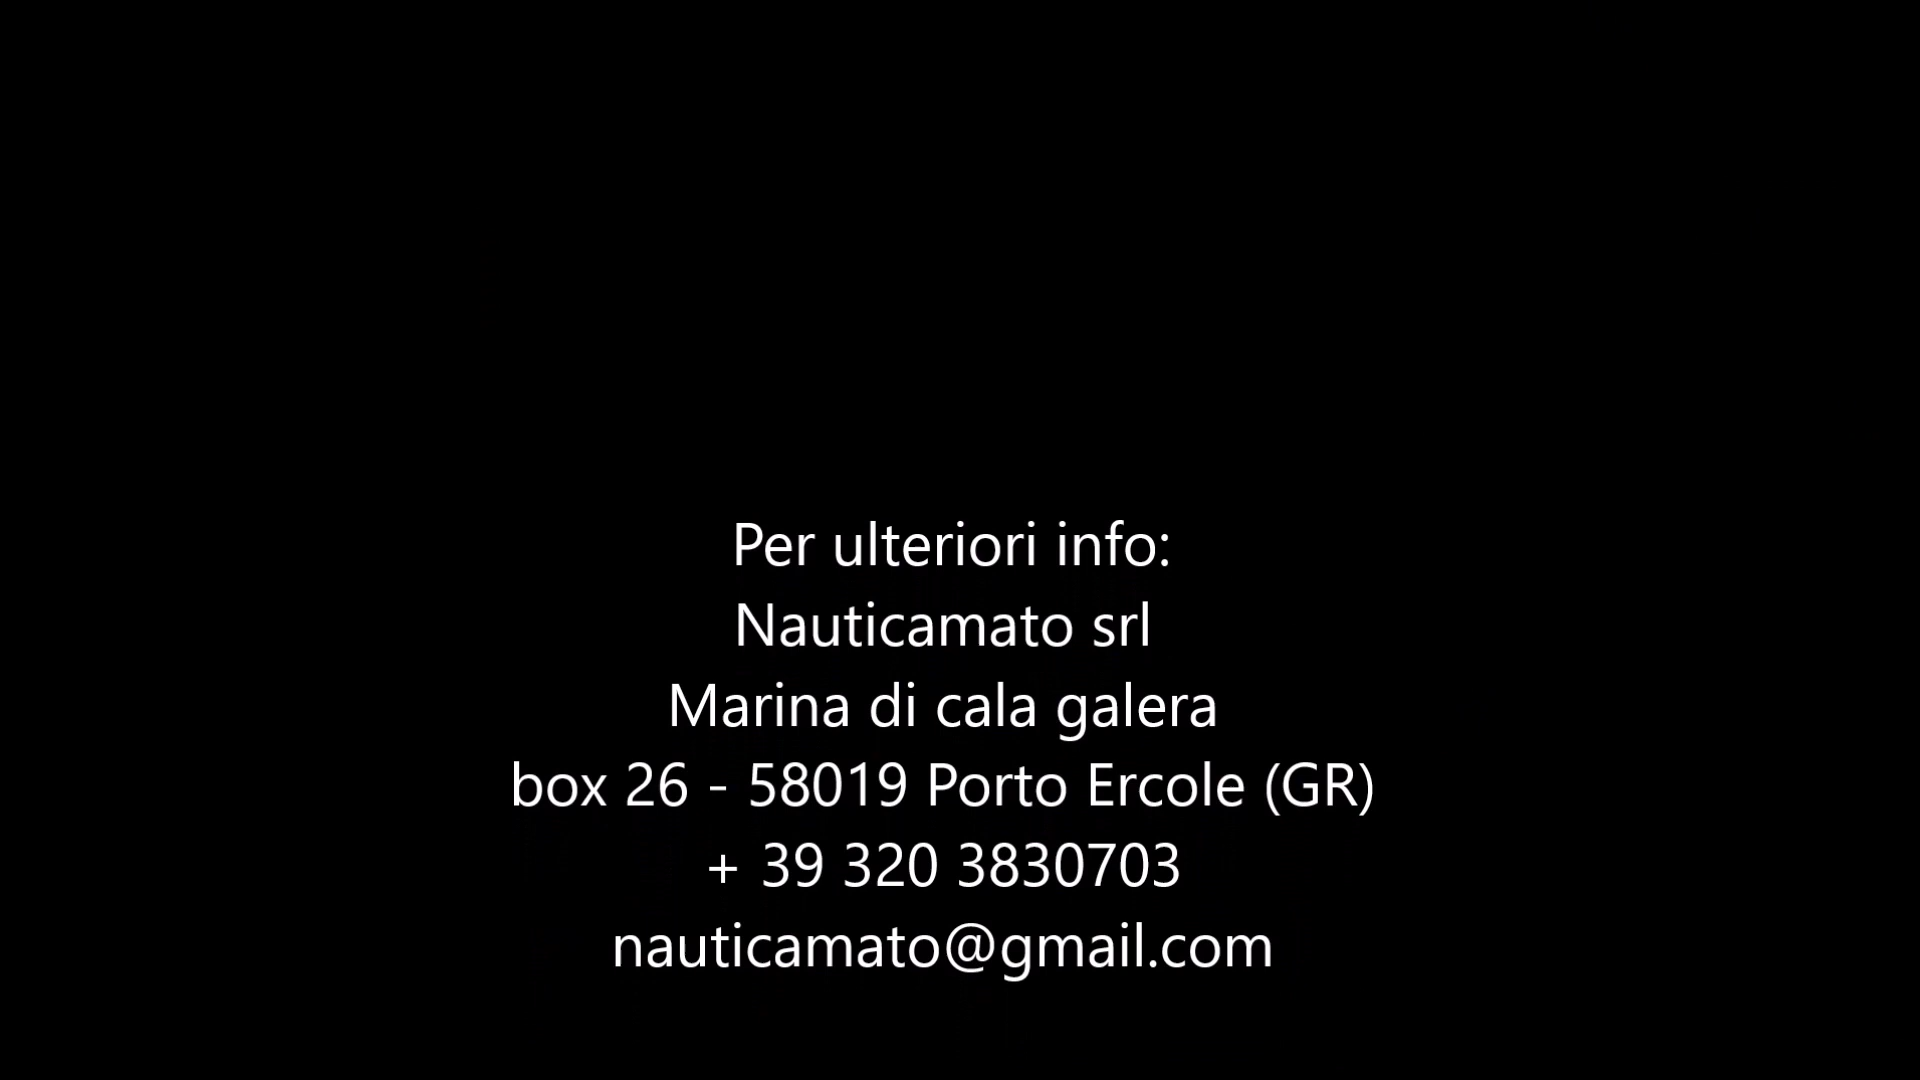 Per ulteriori info:
Nauticamato srl
Marina di cala galera
box 26 - 58019 Porto Ercole (GR)
+ 39 320 3830703
nauticamato@gmail.com